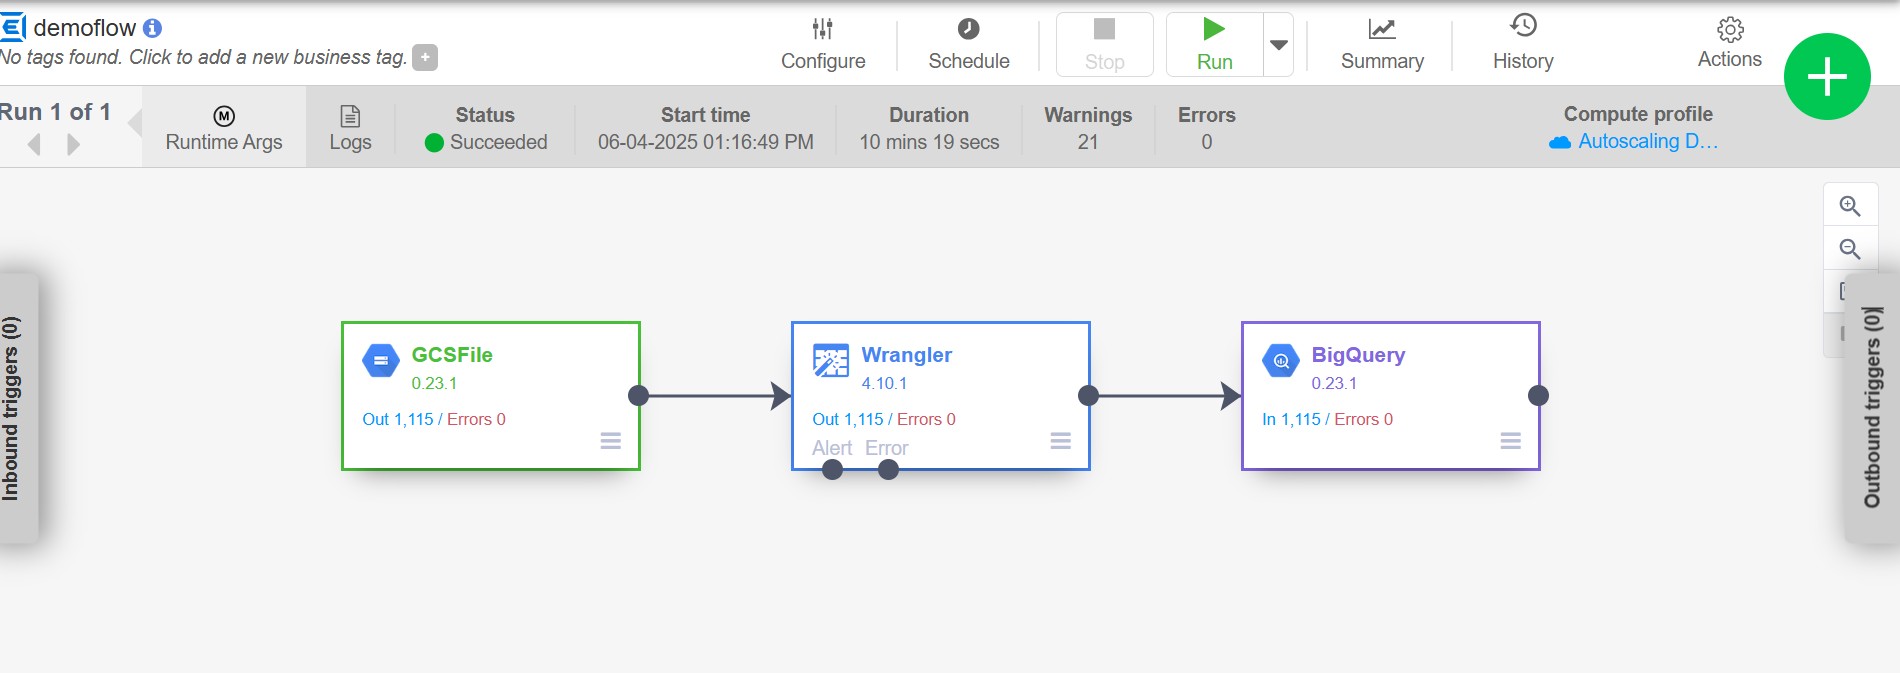 demoflow
No tags found. Click to add a new business tag. +
Configure
Schedule
Stop
Run
Summary
History
Actions
Run 1 of 1
Runtime Args
Logs
Status
Succeeded
Start time
06-04-2025 01:16:49 PM
Duration
10 mins 19 secs
Warnings
21
Errors
0
Compute profile
Autoscaling D...
Inbound triggers (0)
GCSFile
0.23.1
Out 1,115 / Errors 0
Wrangler
4.10.1
Out 1,115 / Errors 0
Alert Error
BigQuery
0.23.1
In 1,115 / Errors 0
Outbound triggers (0)